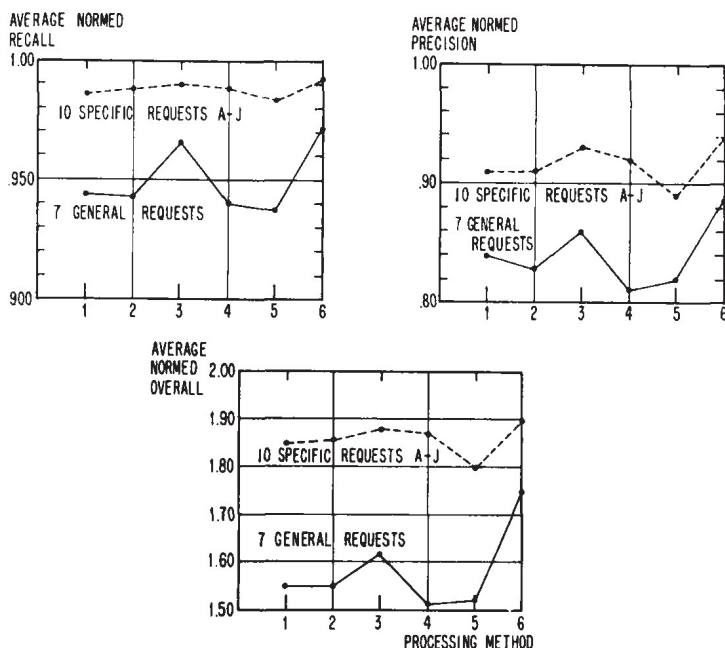 AVERAGE NORMED
RECALL
1.00
10 SPECIFIC REQUESTS A-J
.950
7 GENERAL REQUESTS
.900
1 2 3 4 5 6
AVERAGE NORMED
PRECISION
1.00
.90
10 SPECIFIC REQUESTS A-J
7 GENERAL
REQUESTS
.80
1 2 3 4 5 6
AVERAGE
NORMED
OVERALL
2.00
1.90
10 SPECIFIC REQUESTS A-J
1.80
1.70
7 GENERAL REQUESTS
1.60
1.50
1 2 3 4 5 6
PROCESSING METHOD